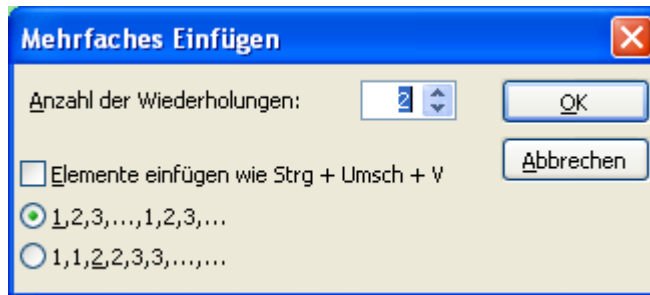 Mehrfaches Einfügen
Anzahl der Wiederholungen: 2 OK
Elemente einfügen wie Strg + Umsch + V Abbrechen
1,2,3,...,1,2,3,...
1,1,2,2,3,3,...,...